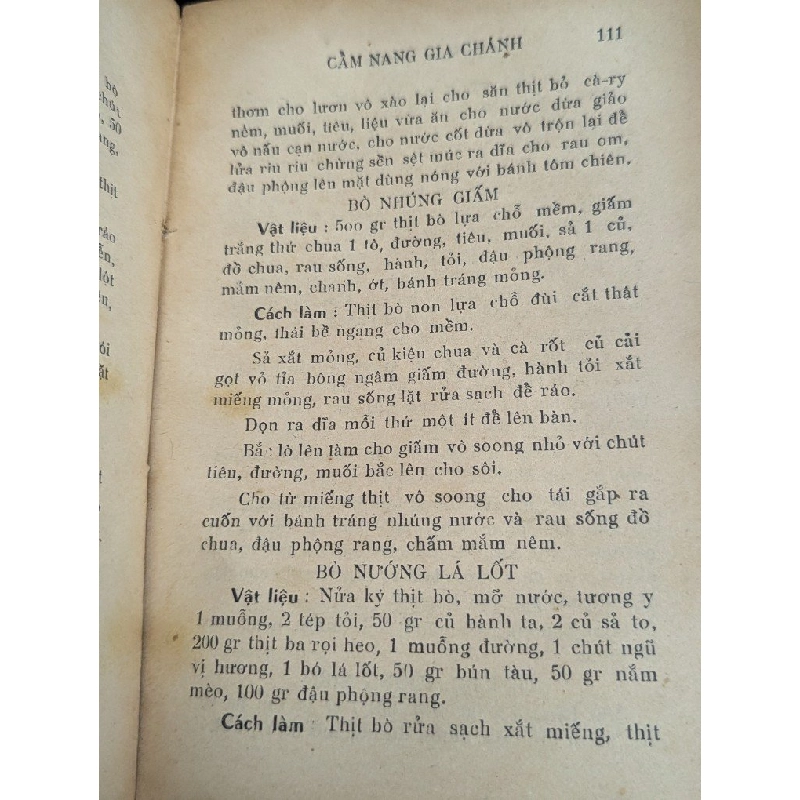 bò
50
thịt
ráo
lót
CẨM NANG GIA CHÁNH 111
thơm cho lươn vô xào lại cho săn thịt bỏ cà-ry
nêm, muối, tiêu, liệu vừa ăn cho nước dừa giảo
vô nấu cạn nước, cho nước cốt dừa vô trộn lại để
lửa riu riu chừng sền sệt múc ra dĩa cho rau om,
đậu phộng lên mặt dùng nóng với bánh tôm chiên.
BÒ NHÚNG GIẤM
Vật liệu : 5oo gr thịt bò lựa chỗ mềm, giấm
trắng thứ chua 1 tô, đường, tiêu, muối, sả 1 củ,
đồ chua, rau sống, hành, tỏi, đậu phộng rang,
mắm nêm, chanh, ớt, bánh tráng mỏng.
Cách làm : Thịt bò non lựa chỗ đùi cắt thật
mỏng, thái bề ngang cho mềm.
Sả xắt mỏng, củ kiện chua và cà rốt củ cải
gọt vỏ tỉa bông ngâm giấm đường, hành tỏi xắt
miếng mỏng, rau sống lặt rửa sạch để ráo.
Dọn ra dĩa mỗi thứ một ít để lên bàn.
Bắc lò lên làm cho giấm vô soong nhỏ với chút
tiêu, đường, muối bắc lên cho sôi.
Cho từ miếng thịt vô soong cho tái gắp ra
cuốn với bánh tráng nhúng nước và rau sống đồ
chua, đậu phộng rang, chấm mắm nêm.
BÒ NƯỚNG LÁ LỐT
Vật liệu : Nửa ký thịt bò, mỡ nước, tương y
1 muỗng, 2 tép tỏi, 50 gr củ hành ta, 2 củ sả to,
200 gr thịt ba rọi heo, 1 muỗng đường, 1 chút ngũ
vị hương, 1 bó lá lốt, 50 gr bún tàu, 50 gr nấm
mèo, 100 gr đậu phộng rang.
Cách làm : Thịt bò rửa sạch xắt miếng, thịt